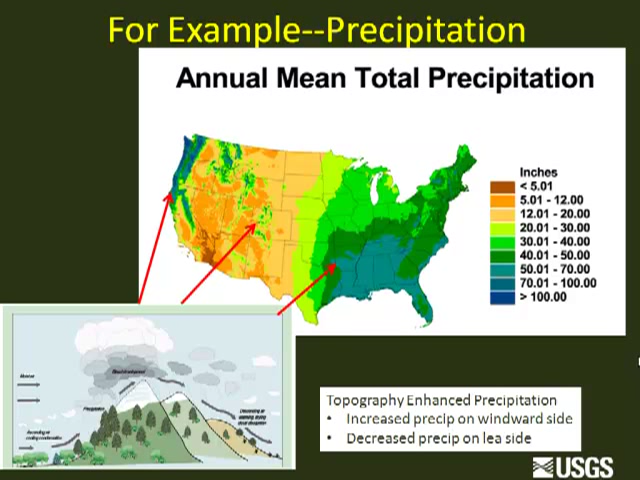 For Example--Precipitation
Annual Mean Total Precipitation
Inches
< 5.01
5.01 - 12.00
12.01 - 20.00
20.01 - 30.00
30.01 - 40.00
40.01 - 50.00
50.01 - 70.00
70.01 - 100.00
> 100.00
Precipitation
Topography Enhanced Precipitation
• Increased precip on windward side
• Decreased precip on lea side
USGS